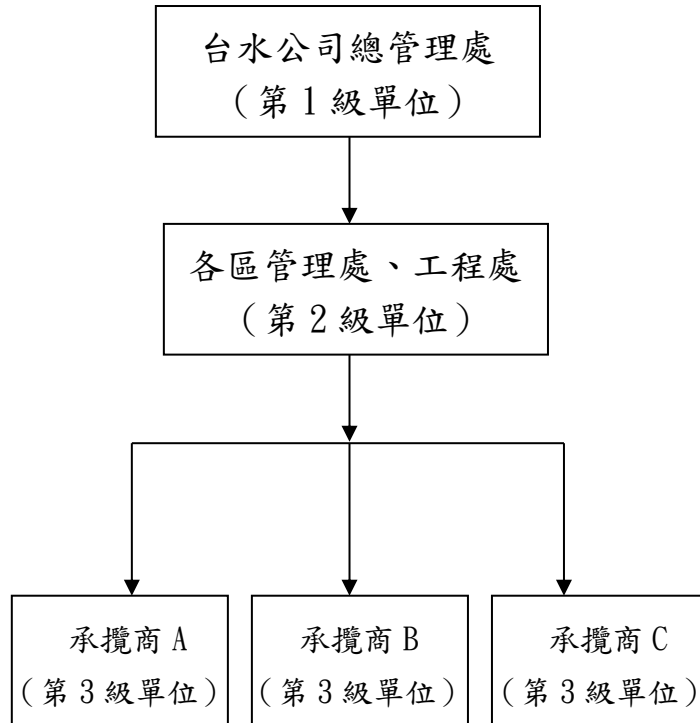 台水公司總管理處
（第1級單位）
各區管理處、工程處
（第2級單位）
承攬商A
（第3級單位）
承攬商B
（第3級單位）
承攬商C
（第3級單位）